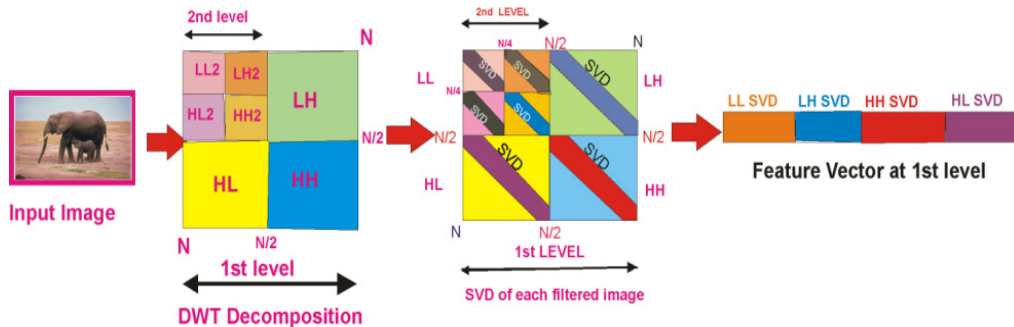 Input Image
2nd level
N
LL2
LH2
HL2
HH2
LH
N/2
HL
HH
N
N/2
1st level
DWT Decomposition
2nd LEVEL
N/4
N/2
N
LL
SVD
SVD
SVD
LH
N/4
SVD
SVD
N/2
N/2
SVD
SVD
HL
HH
N
N/2
1st LEVEL
SVD of each filtered image
LL SVD
LH SVD
HH SVD
HL SVD
Feature Vector at 1st level